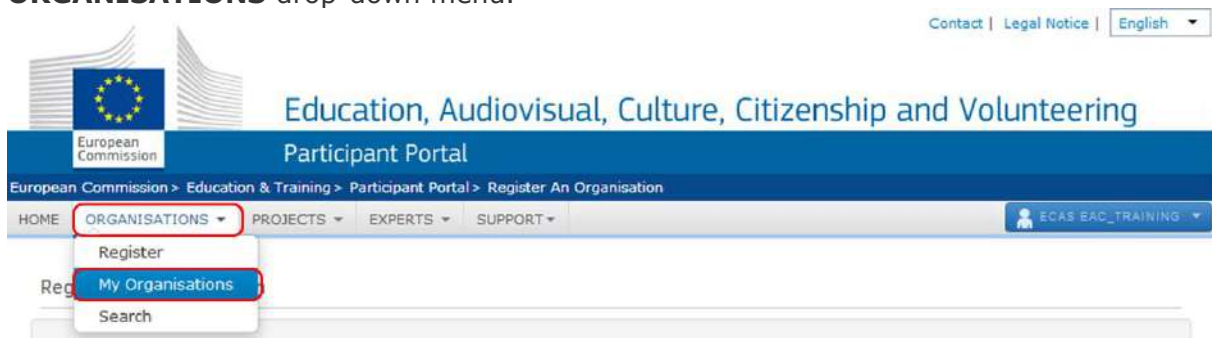 ORGANISATIONS drop-down menu.
Contact | Legal Notice | English
Education, Audiovisual, Culture, Citizenship and Volunteering
European
Commission
Participant Portal
European Commission > Education & Training > Participant Portal > Register An Organisation
HOME ORGANISATIONS PROJECTS EXPERTS SUPPORT ECAS EAC_TRAINING
Register
Reg My Organisations
Search